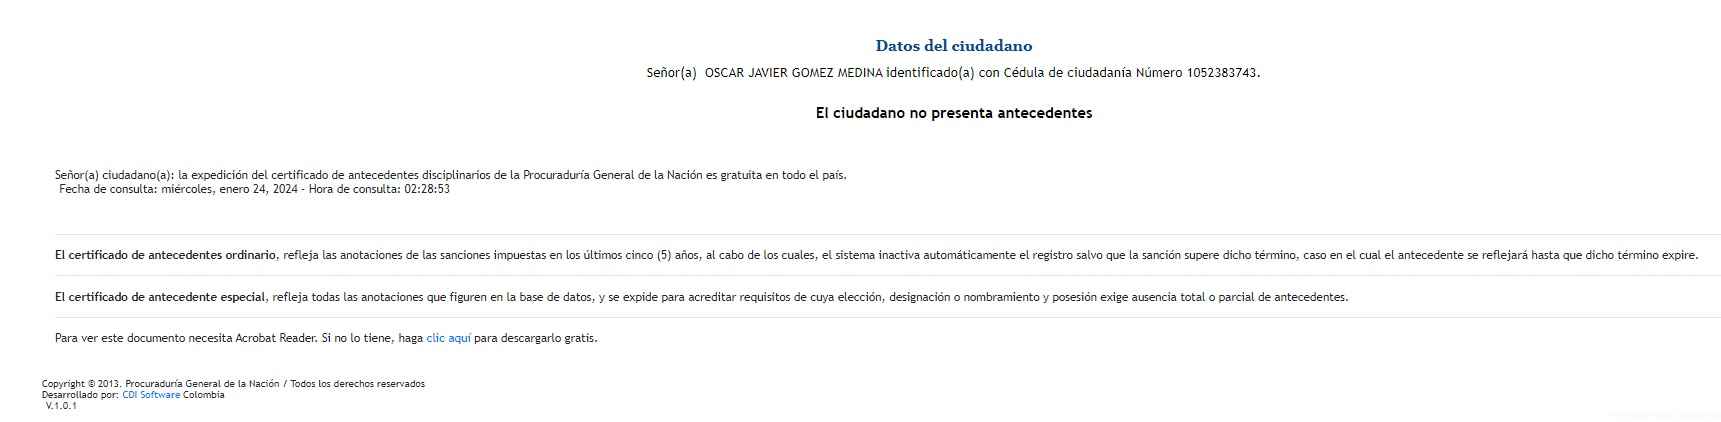 Datos del ciudadano
Señor(a) OSCAR JAVIER GOMEZ MEDINA identificado(a) con Cédula de ciudadanía Número 1052383743.
El ciudadano no presenta antecedentes
Señor(a) ciudadano(a): la expedición del certificado de antecedentes disciplinarios de la Procuraduría General de la Nación es gratuita en todo el país.
Fecha de consulta: miércoles, enero 24, 2024 - Hora de consulta: 02:28:53
El certificado de antecedentes ordinario, refleja las anotaciones de las sanciones impuestas en los últimos cinco (5) años, al cabo de los cuales, el sistema inactiva automáticamente el registro salvo que la sanción supere dicho término, caso en el cual el antecedente se reflejará hasta que dicho término expire.
El certificado de antecedente especial, refleja todas las anotaciones que figuren en la base de datos, y se expide para acreditar requisitos de cuya elección, designación o nombramiento y posesión exige ausencia total o parcial de antecedentes.
Para ver este documento necesita Acrobat Reader. Si no lo tiene, haga clic aquí para descargarlo gratis.
Copyright © 2013. Procuraduría General de la Nación / Todos los derechos reservados
Desarrollado por: CDI Software Colombia
V.1.0.1